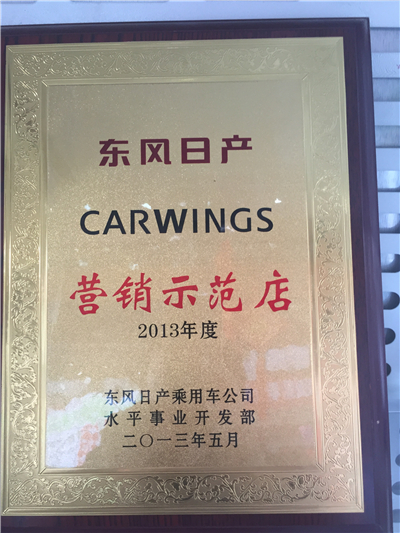 东风日产
CARWINGS
营销示范店
2013年度
东风日产乘用车公司
水平事业开发部
二〇一三年五月